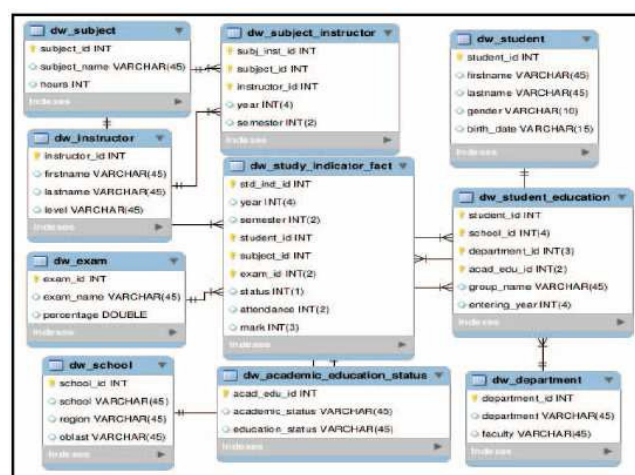 dw_subject
subject_id INT
subject_name VARCHAR(45)
hours INT
Indexes
dw_subject_instructor
subj_inst_id INT
subject_id INT
instructor_id INT
year INT(4)
semester INT(2)
Indexes
dw_student
student_id INT
firstname VARCHAR(45)
lastname VARCHAR(45)
gender VARCHAR(10)
birth_date VARCHAR(15)
Indexes
dw_instructor
instructor_id INT
firstname VARCHAR(45)
lastname VARCHAR(45)
level VARCHAR(45)
Indexes
dw_study_indicator_fact
std_ind_id INT
year INT(4)
semester INT(2)
student_id INT
subject_id INT
exam_id INT(2)
status INT(1)
attendance INT(2)
mark INT(3)
Indexes
dw_student_education
student_id INT
school_id INT(4)
department_id INT(3)
acad_edu_id INT(2)
group_name VARCHAR(45)
entering_year INT(4)
Indexes
dw_exam
exam_id INT
exam_name VARCHAR(45)
percentage DOUBLE
Indexes
dw_school
school_id INT
school VARCHAR(45)
region VARCHAR(45)
oblast VARCHAR(45)
Indexes
dw_academic_education_status
acad_edu_id INT
academic_status VARCHAR(45)
education_status VARCHAR(45)
Indexes
dw_department
department_id INT
department VARCHAR(45)
faculty VARCHAR(45)
Indexes